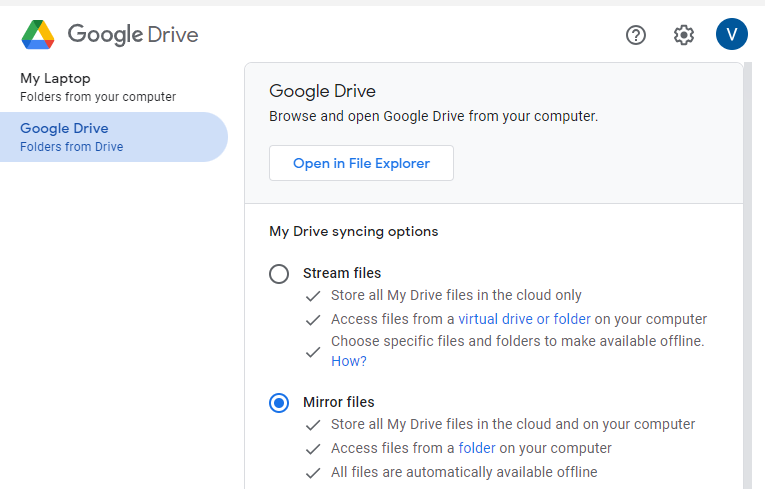 Google Drive
V
My Laptop
Folders from your computer
Google Drive
Folders from Drive
Google Drive
Browse and open Google Drive from your computer.
Open in File Explorer
My Drive syncing options
Stream files
Store all My Drive files in the cloud only
Access files from a virtual drive or folder on your computer
Choose specific files and folders to make available offline.
How?
Mirror files
Store all My Drive files in the cloud and on your computer
Access files from a folder on your computer
All files are automatically available offline